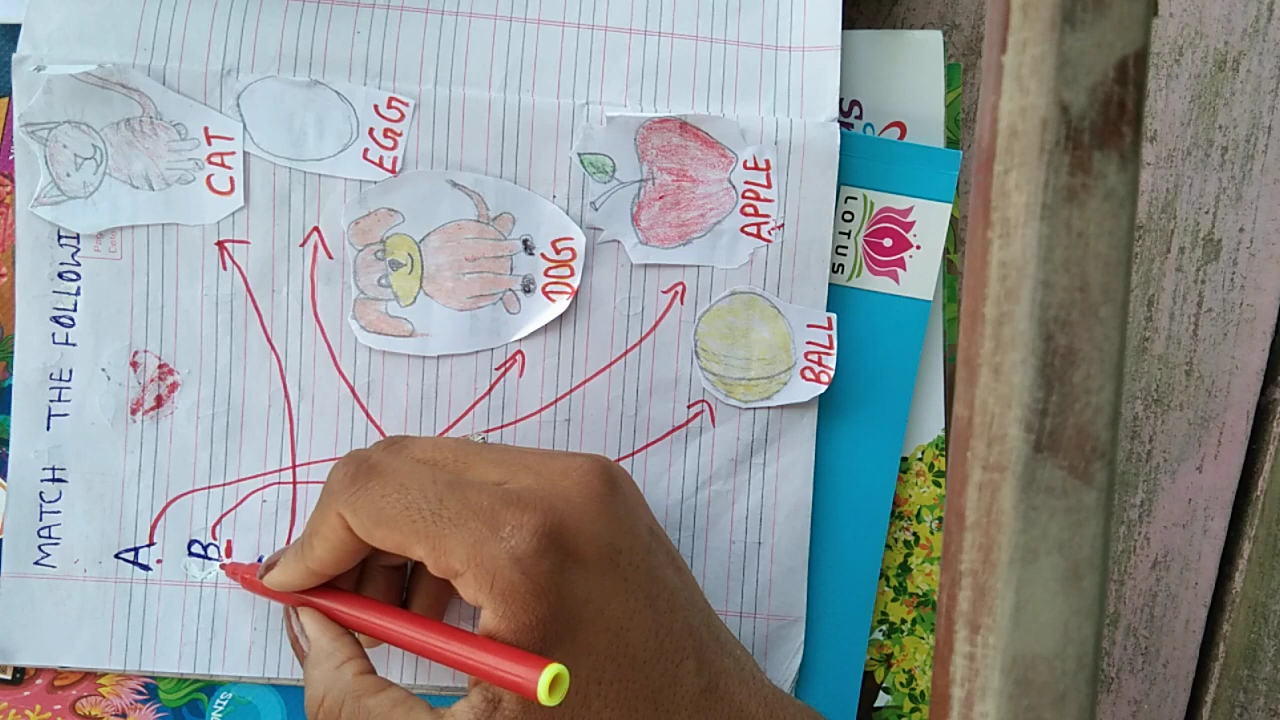 MATCH THE FOLLOWI
A.
B
CAT
EGG
DOG
APPLE
BALL
LOTUS